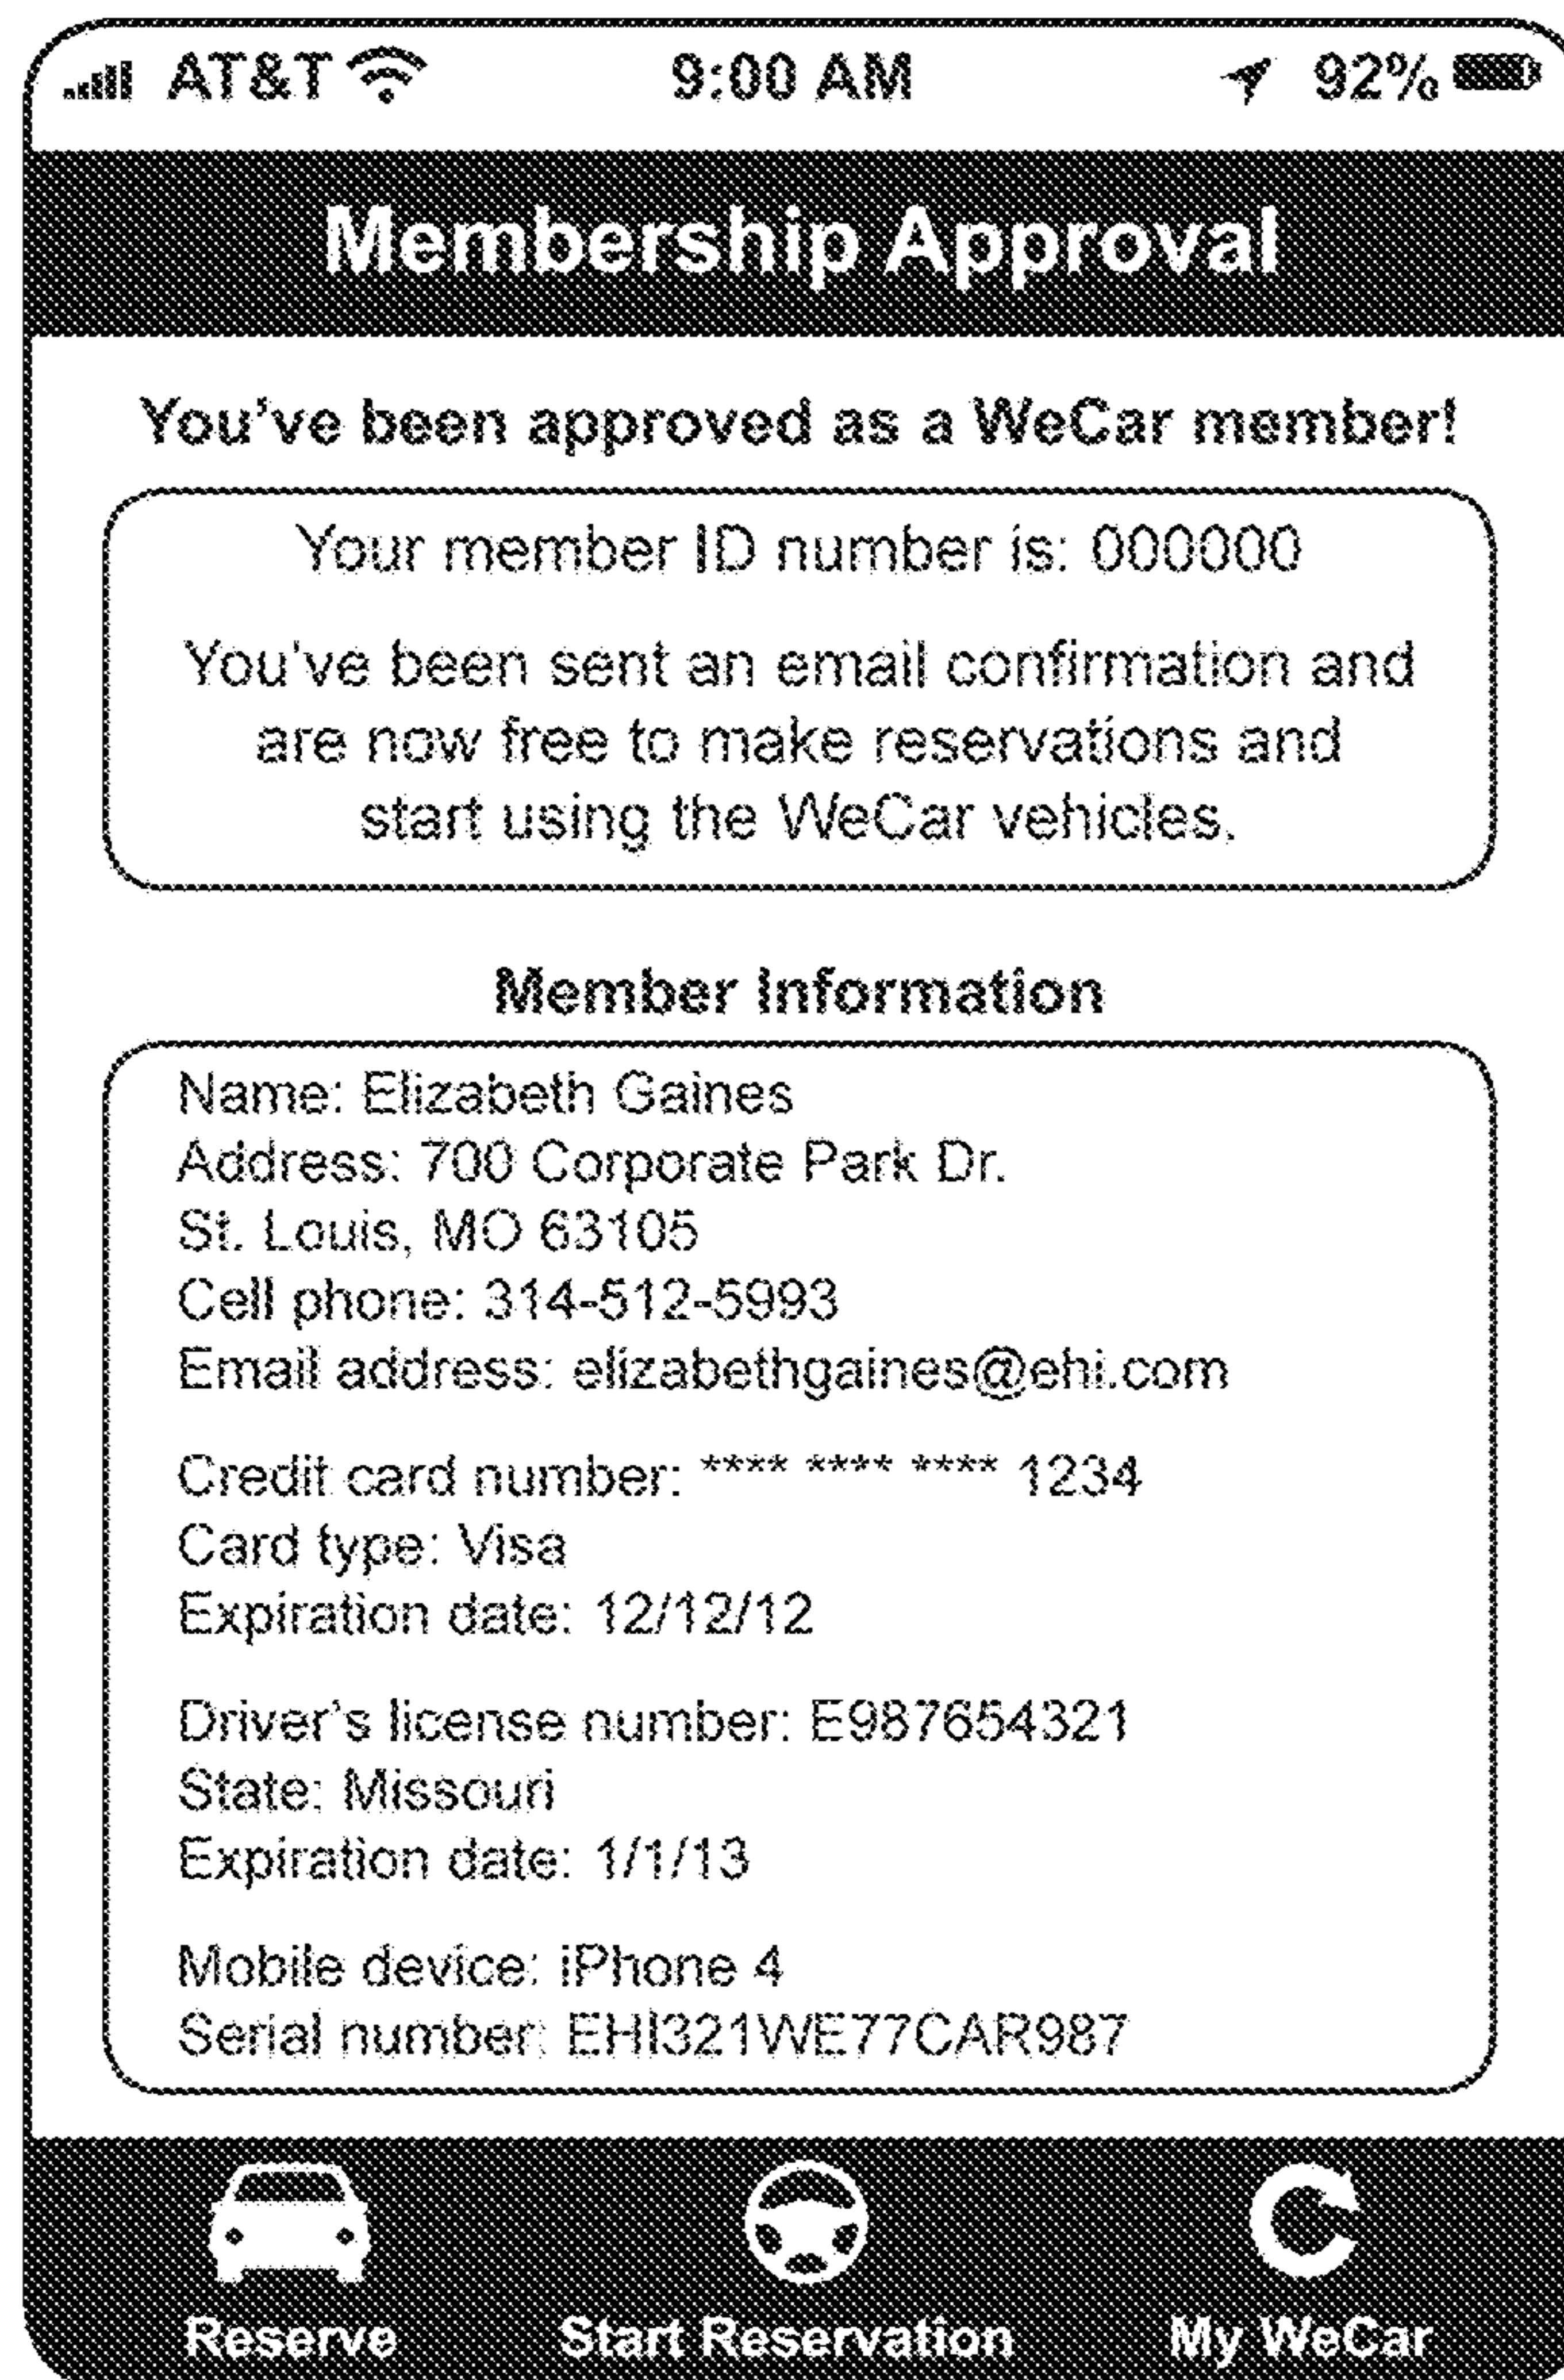 AT&T 9:00 AM 92%
Membership Approval
You've been approved as a WeCar member!
Your member ID number is: 000000
You've been sent an email confirmation and
are now free to make reservations and
start using the WeCar vehicles.
Member Information
Name: Elizabeth Gaines
Address: 700 Corporate Park Dr.
St. Louis, MO 63105
Cell phone: 314-512-5993
Email address: elizabethgaines@ehi.com
Credit card number: **** **** **** 1234
Card type: Visa
Expiration date: 12/12/12
Driver's license number: E987654321
State: Missouri
Expiration date: 1/1/13
Mobile device: iPhone 4
Serial number: EHI321WE77CAR987
Reserve Start Reservation My WeCar